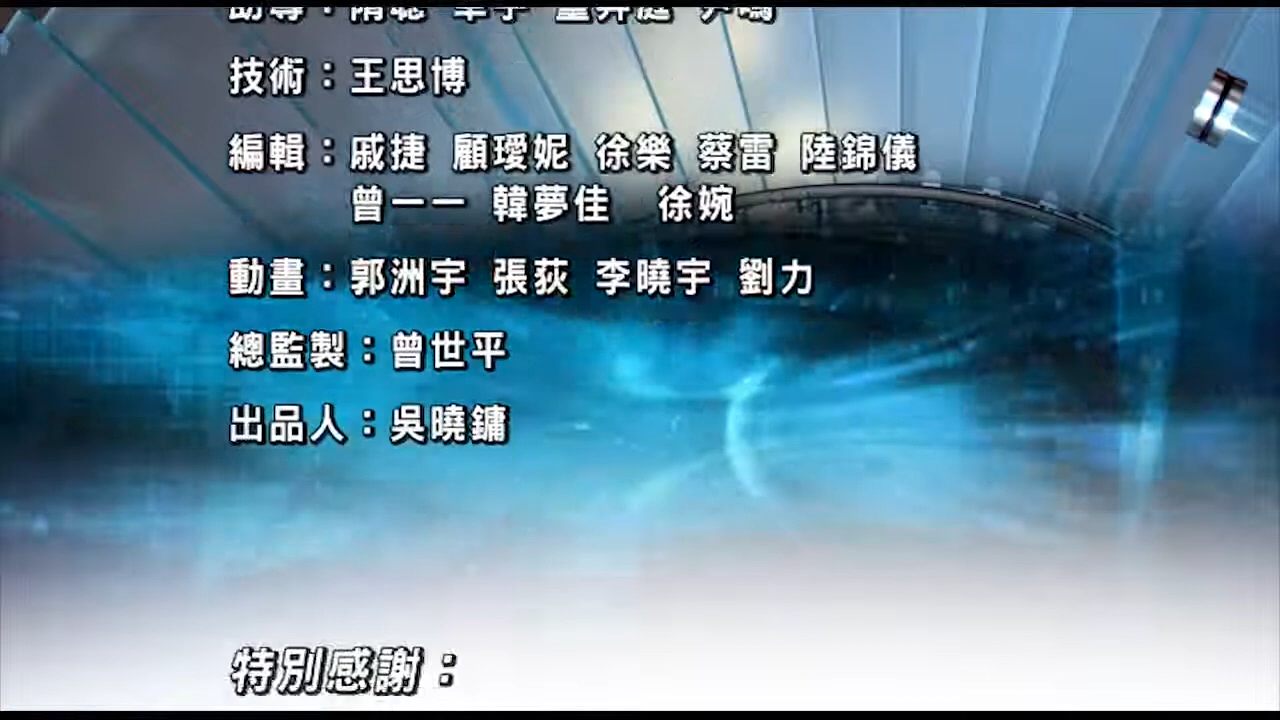 技術：王思博
編輯：戚捷 顧璦妮 徐樂 蔡雷 陸錦儀
曾一一 韓夢佳 徐婉
動畫：郭洲宇 張荻 李曉宇 劉力
總監製：曾世平
出品人：吳曉鏞
特別感謝：